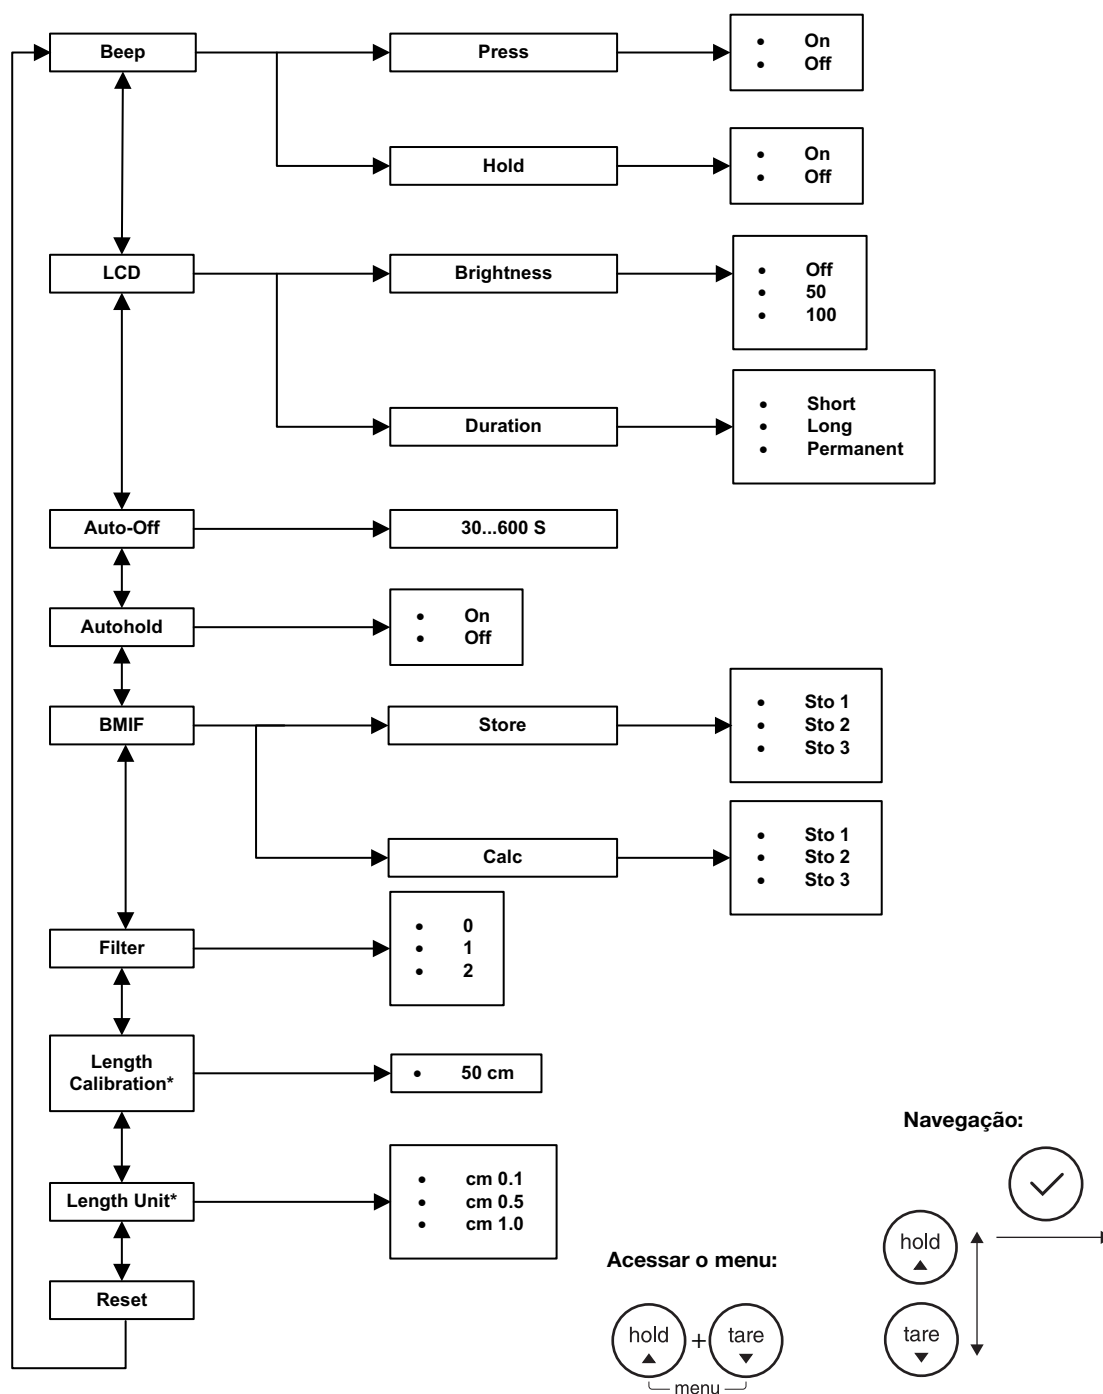 Beep
Press
• On
• Off
Hold
• On
• Off
LCD
Brightness
• Off
• 50
• 100
Duration
• Short
• Long
• Permanent
Auto-Off
30...600 S
Autohold
• On
• Off
BMIF
Store
• Sto 1
• Sto 2
• Sto 3
Calc
• Sto 1
• Sto 2
• Sto 3
Filter
• 0
• 1
• 2
Length
Calibration*
• 50 cm
Length Unit*
• cm 0.1
• cm 0.5
• cm 1.0
Reset
Acessar o menu:
hold + tare
menu
Navegação:
hold
tare